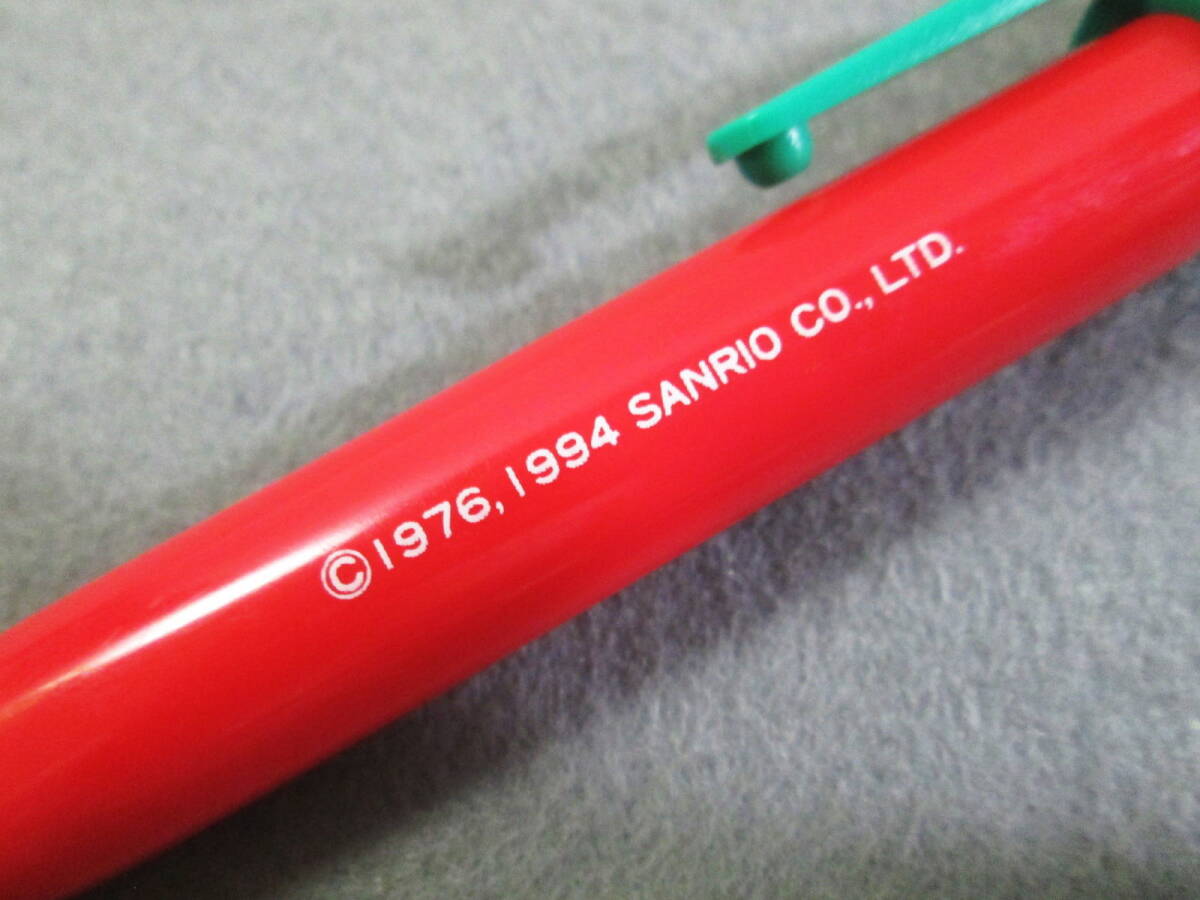 ©1976, 1994 SANRIO CO., LTD.